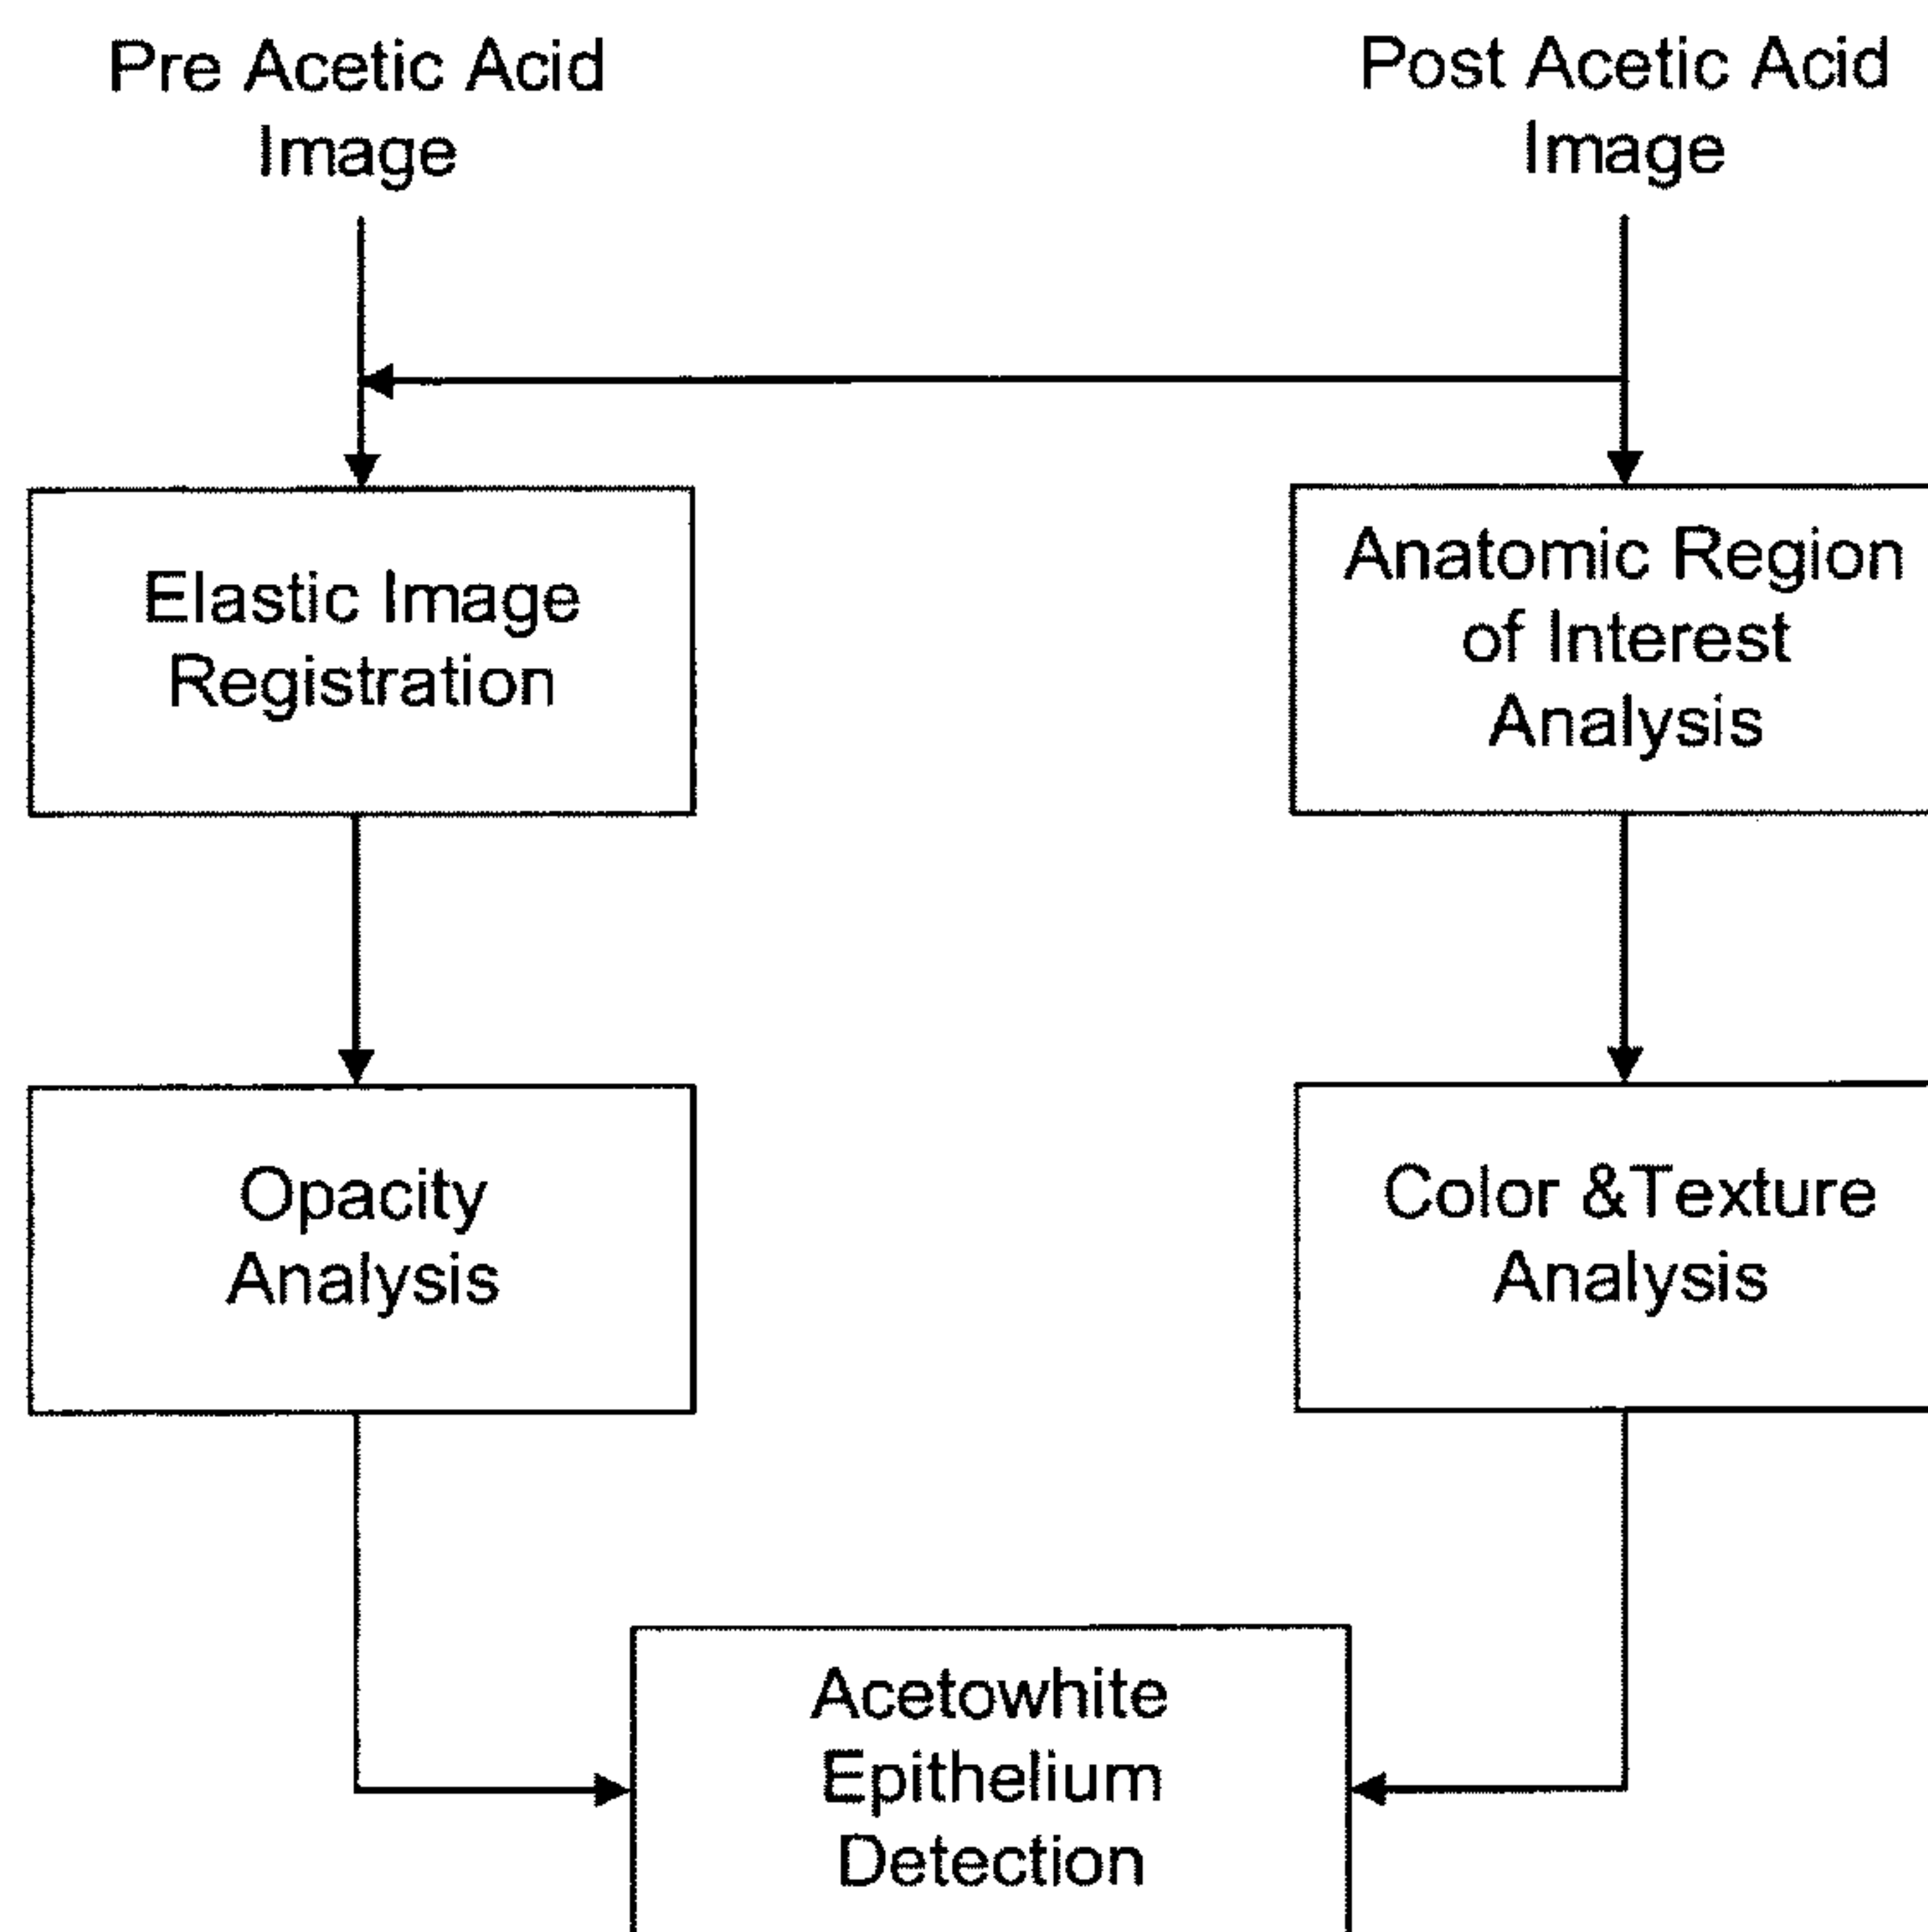 Pre Acetic Acid
Image
Post Acetic Acid
Image
Elastic Image
Registration
Anatomic Region
of Interest
Analysis
Opacity
Analysis
Color &Texture
Analysis
Acetowhite
Epithelium
Detection